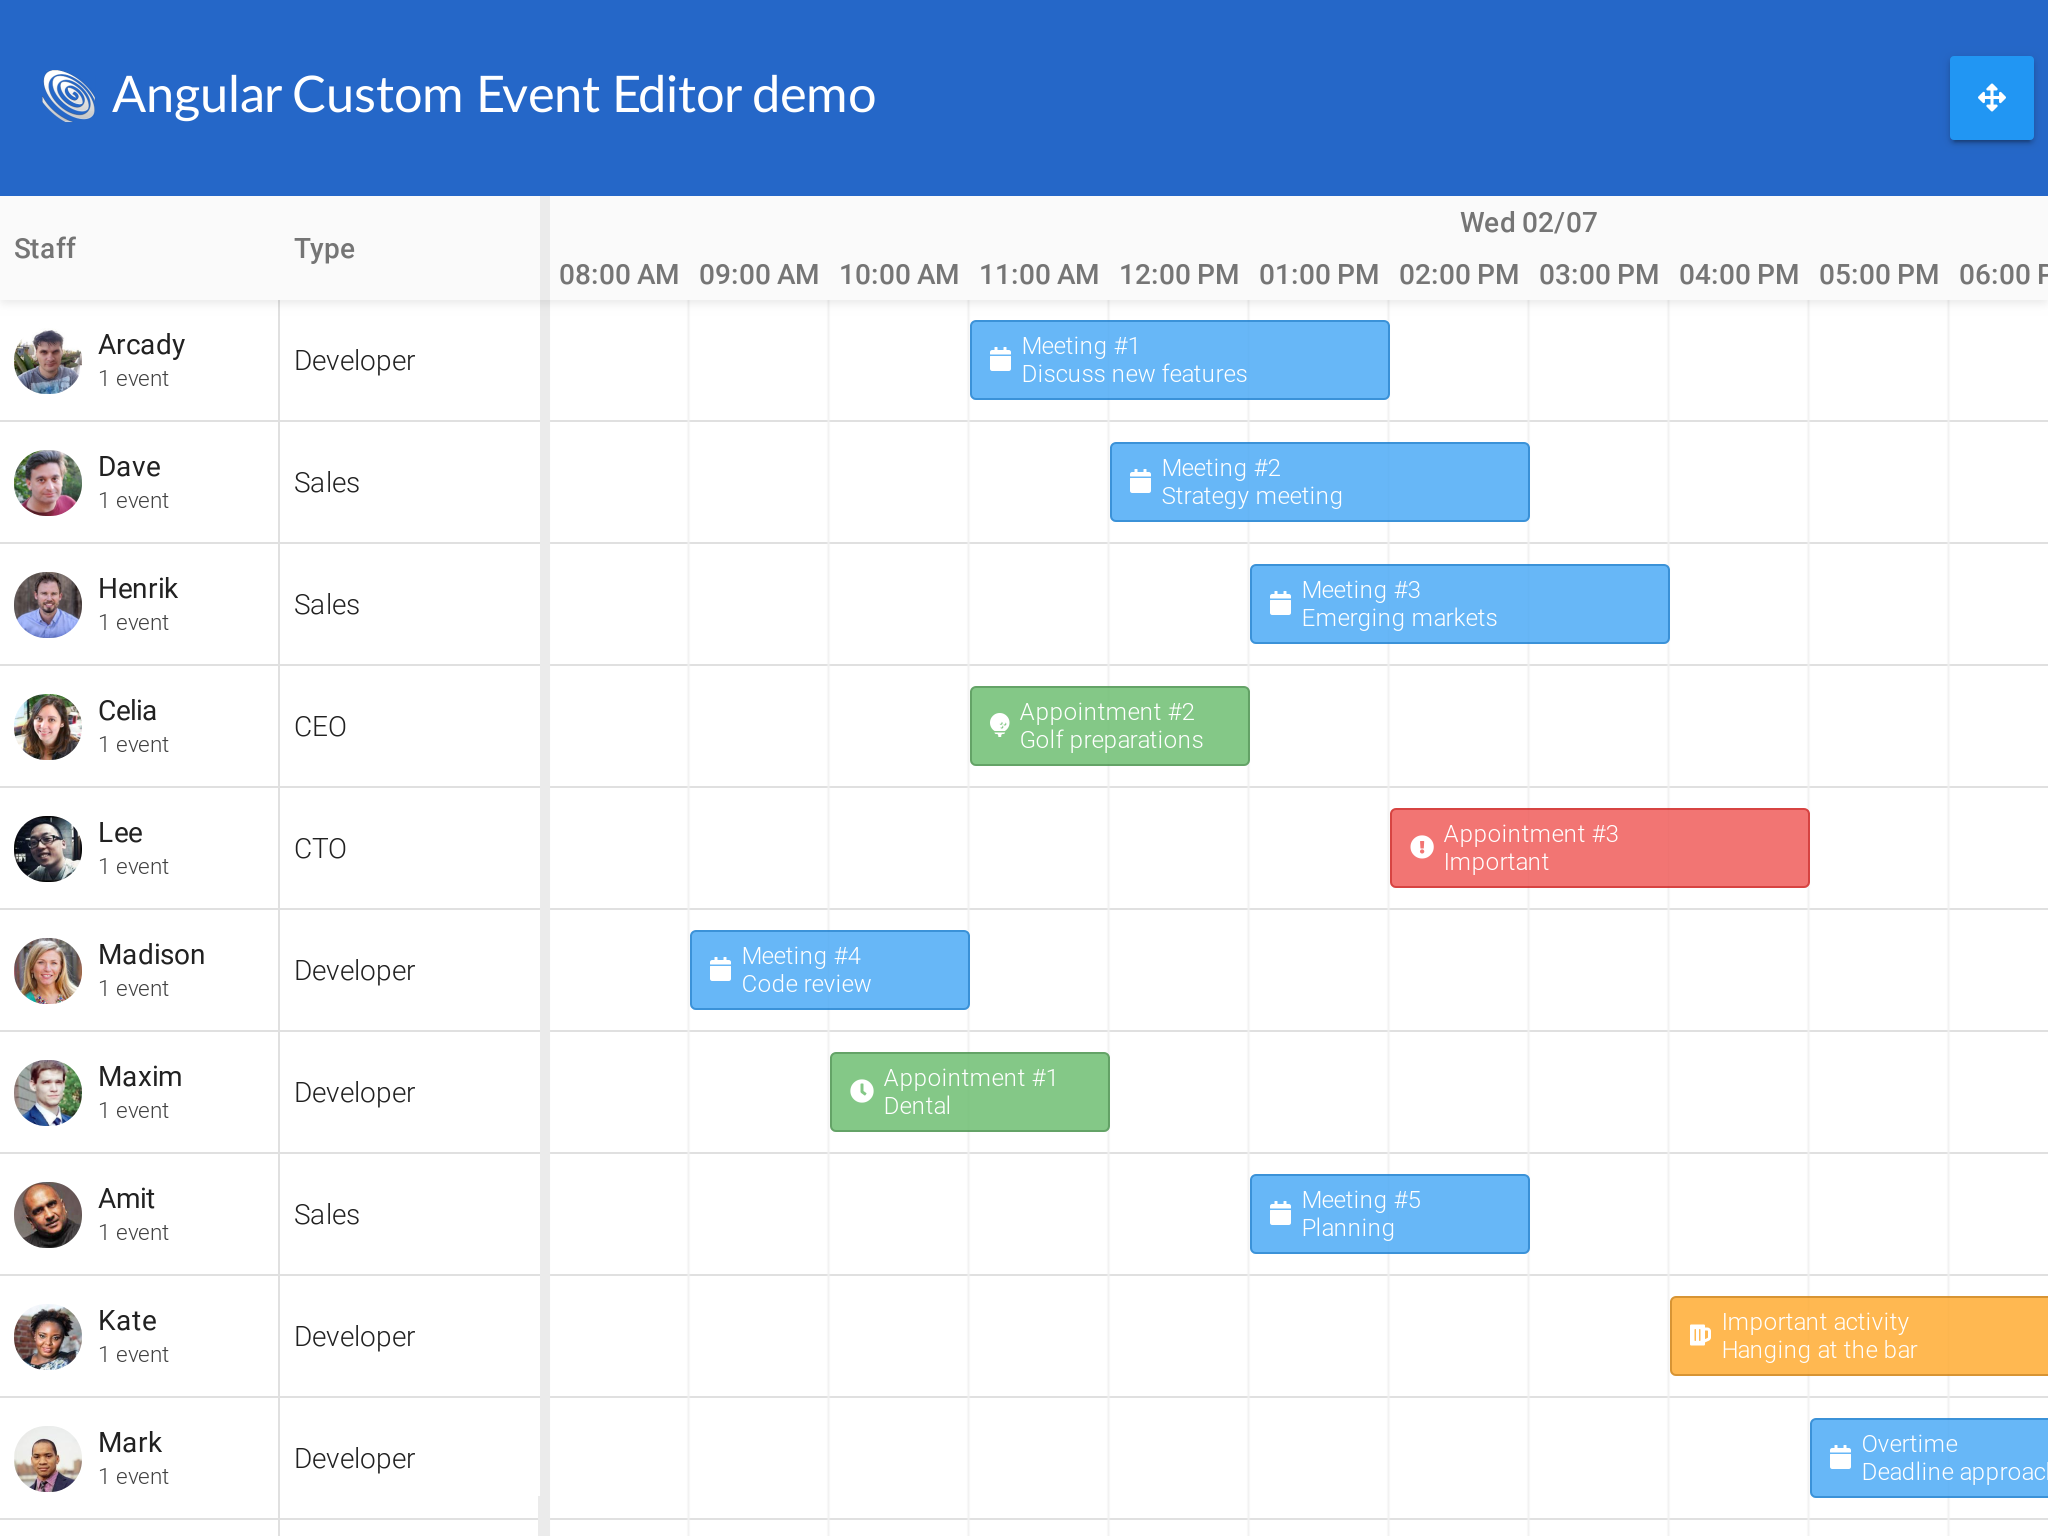 Angular Custom Event Editor demo
Staff
Type
Wed 02/07
08:00 AM 09:00 AM 10:00 AM 11:00 AM 12:00 PM 01:00 PM 02:00 PM 03:00 PM 04:00 PM 05:00 PM 06:00 P
Arcady
1 event
Developer
Meeting #1
Discuss new features
Dave
1 event
Sales
Meeting #2
Strategy meeting
Henrik
1 event
Sales
Meeting #3
Emerging markets
Celia
1 event
CEO
Appointment #2
Golf preparations
Lee
1 event
CTO
Appointment #3
Important
Madison
1 event
Developer
Meeting #4
Code review
Maxim
1 event
Developer
Appointment #1
Dental
Amit
1 event
Sales
Meeting #5
Planning
Kate
1 event
Developer
Important activity
Hanging at the bar
Mark
1 event
Developer
Overtime
Deadline approac